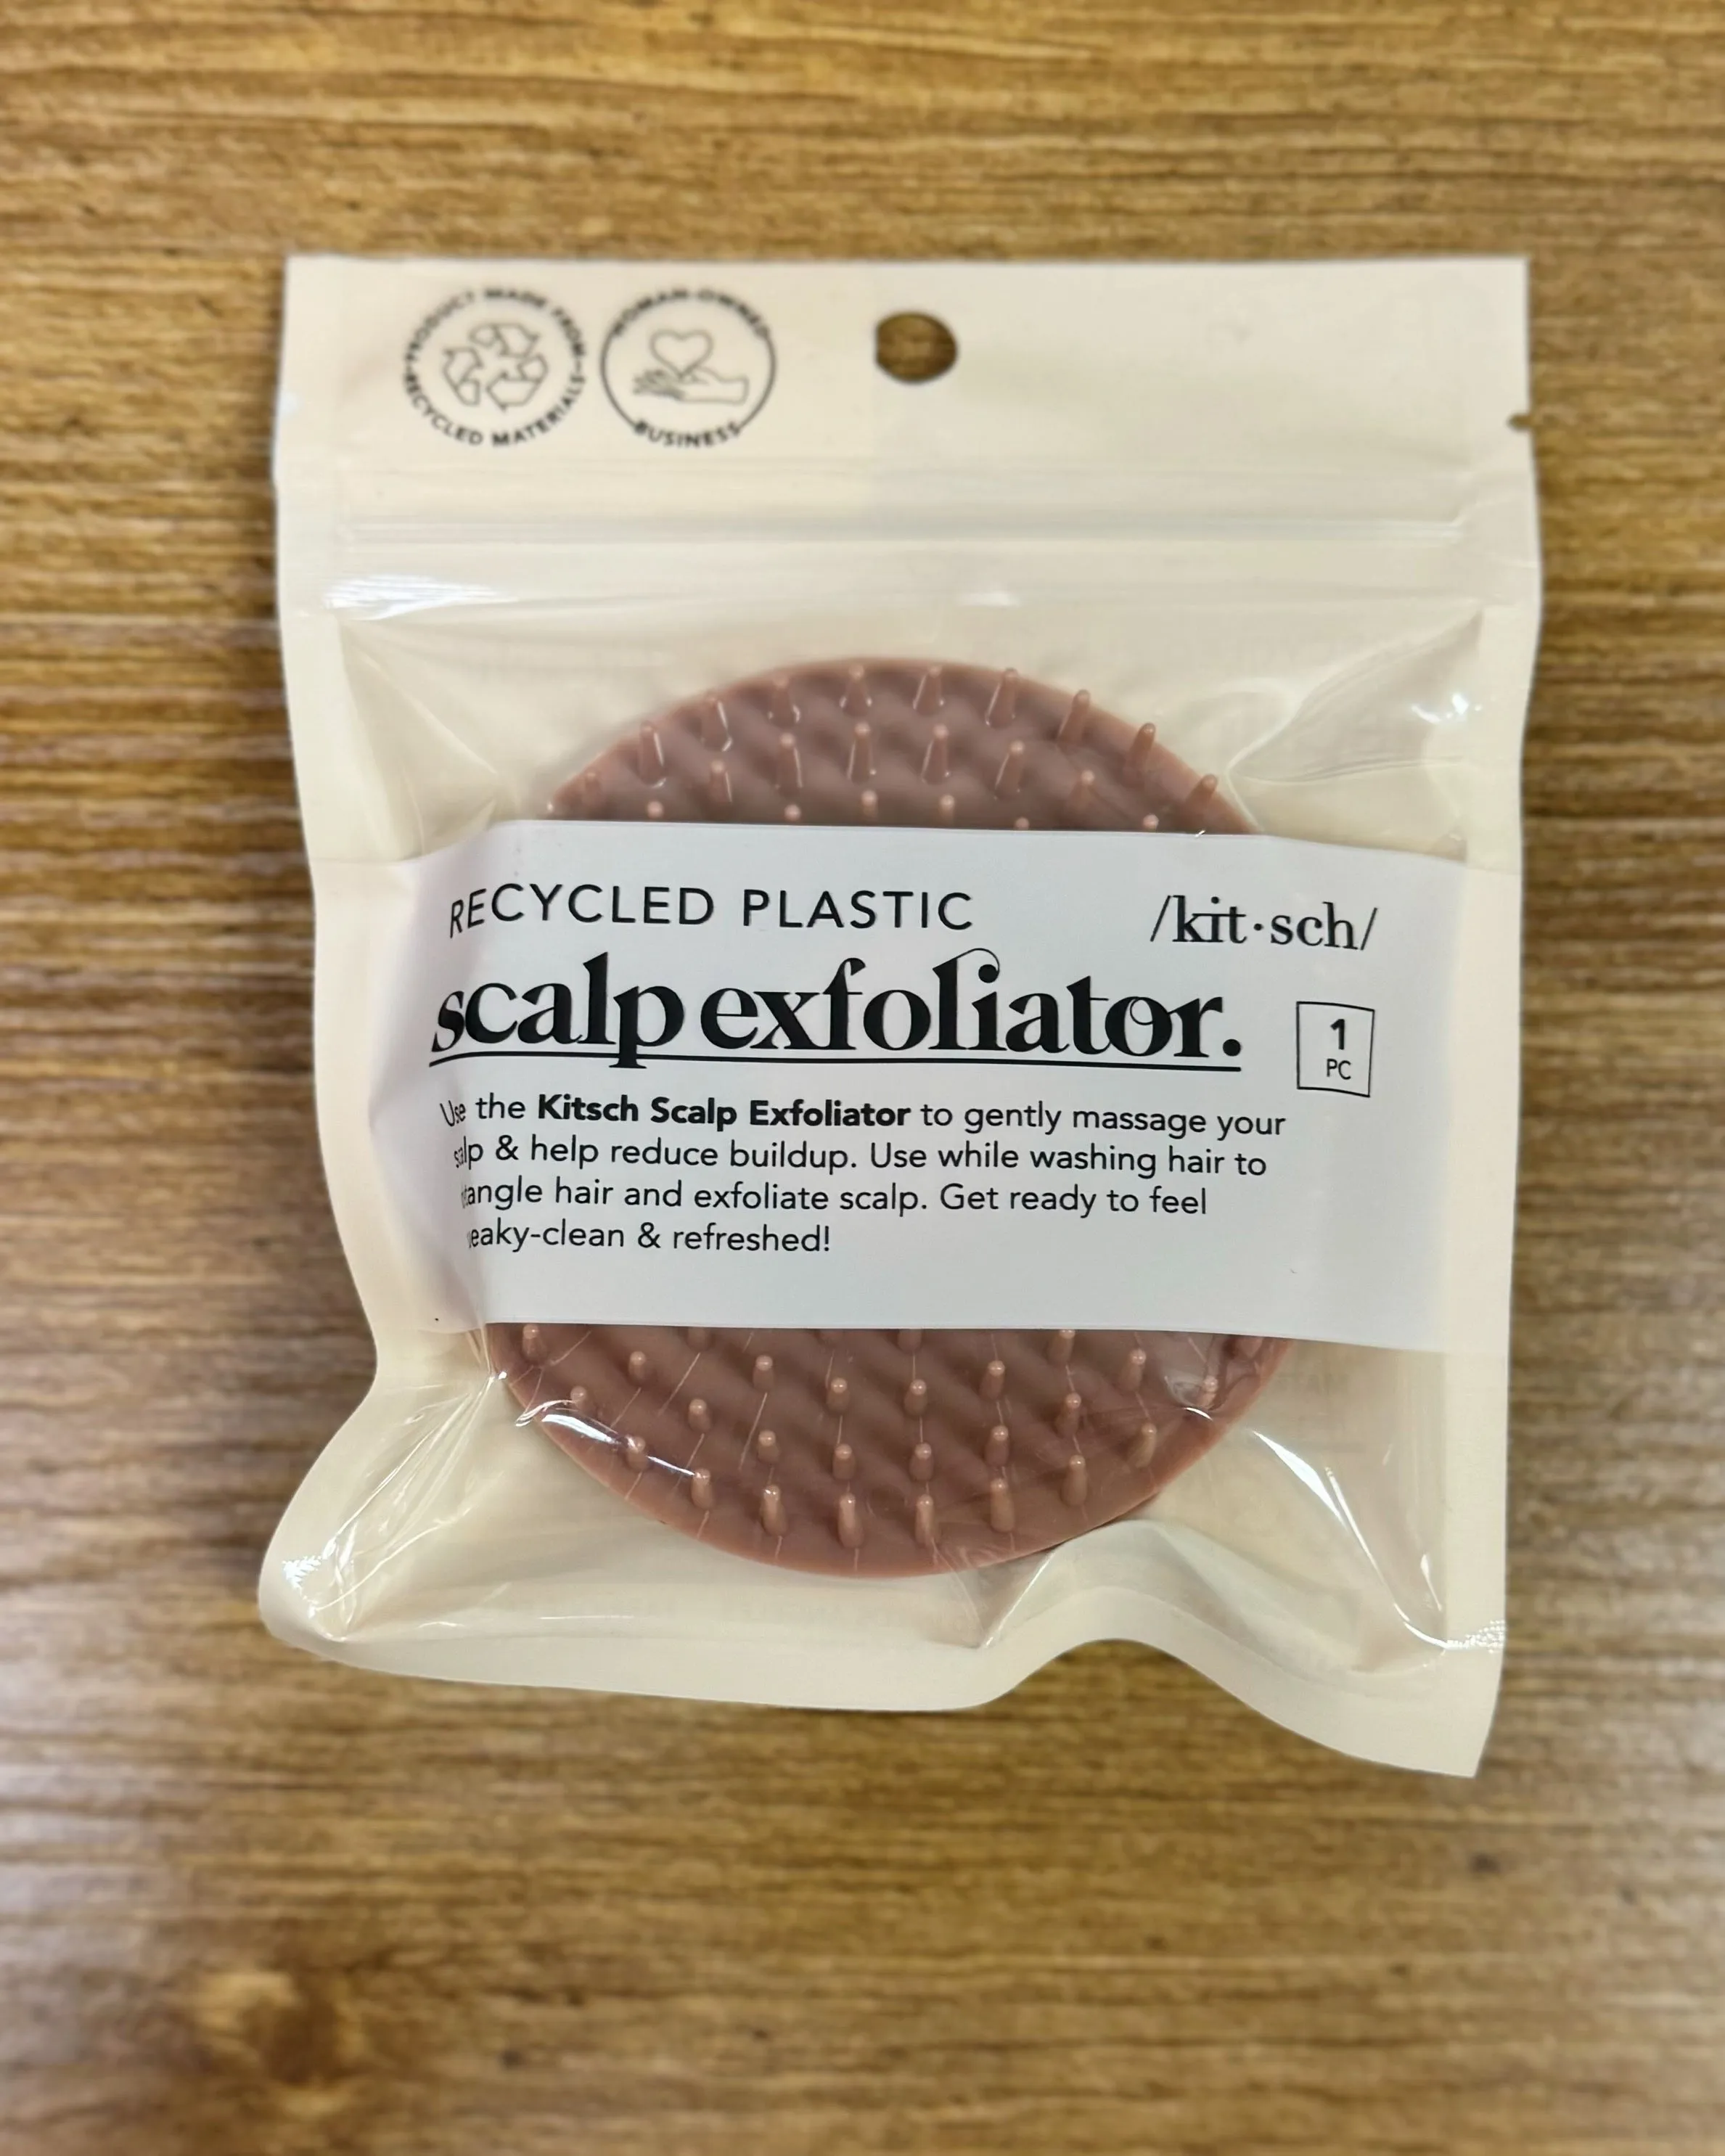 PRODUCT MADE FROM
RECYCLED MATERIALS
WOMAN-OWNED
BUSINESS
RECYCLED PLASTIC
/kit·sch/
scalp exfoliator.
1
PC
Use the Kitsch Scalp Exfoliator to gently massage your
& help reduce buildup. Use while washing hair to
hair and exfoliate scalp. Get ready to feel
& refreshed!